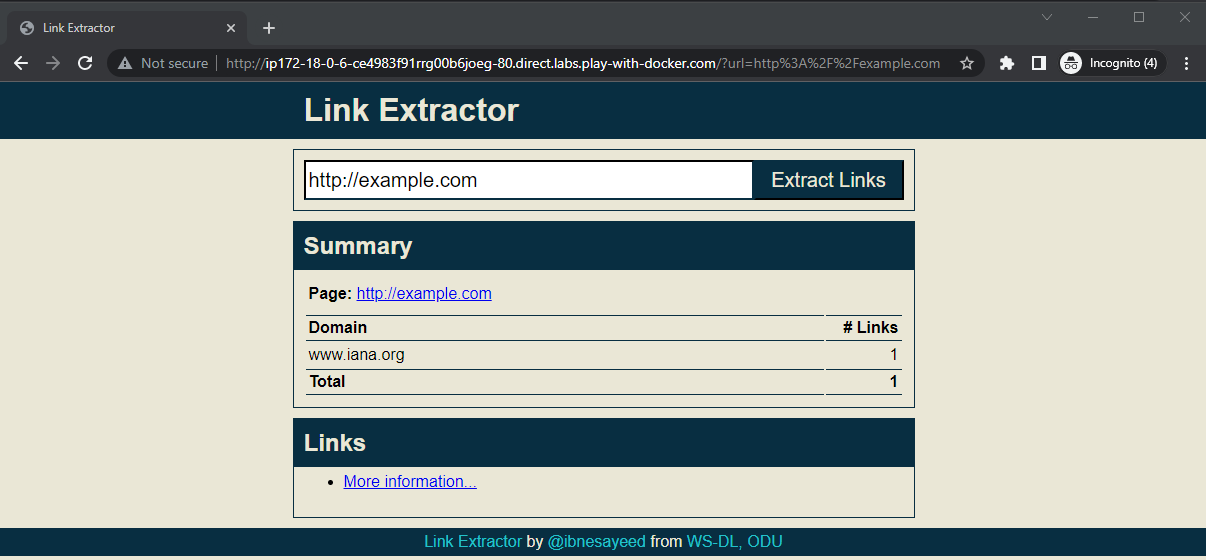 Link Extractor
Not secure http://ip172-18-0-6-ce4983f91rrg00b6joeg-80.direct.labs.play-with-docker.com/?url=http%3A%2F%2Fexample.com Incognito (4)
Link Extractor
http://example.com Extract Links
Summary
Page: http://example.com
Domain # Links
www.iana.org 1
Total 1
Links
• More information...
Link Extractor by @ibnesayeed from WS-DL, ODU